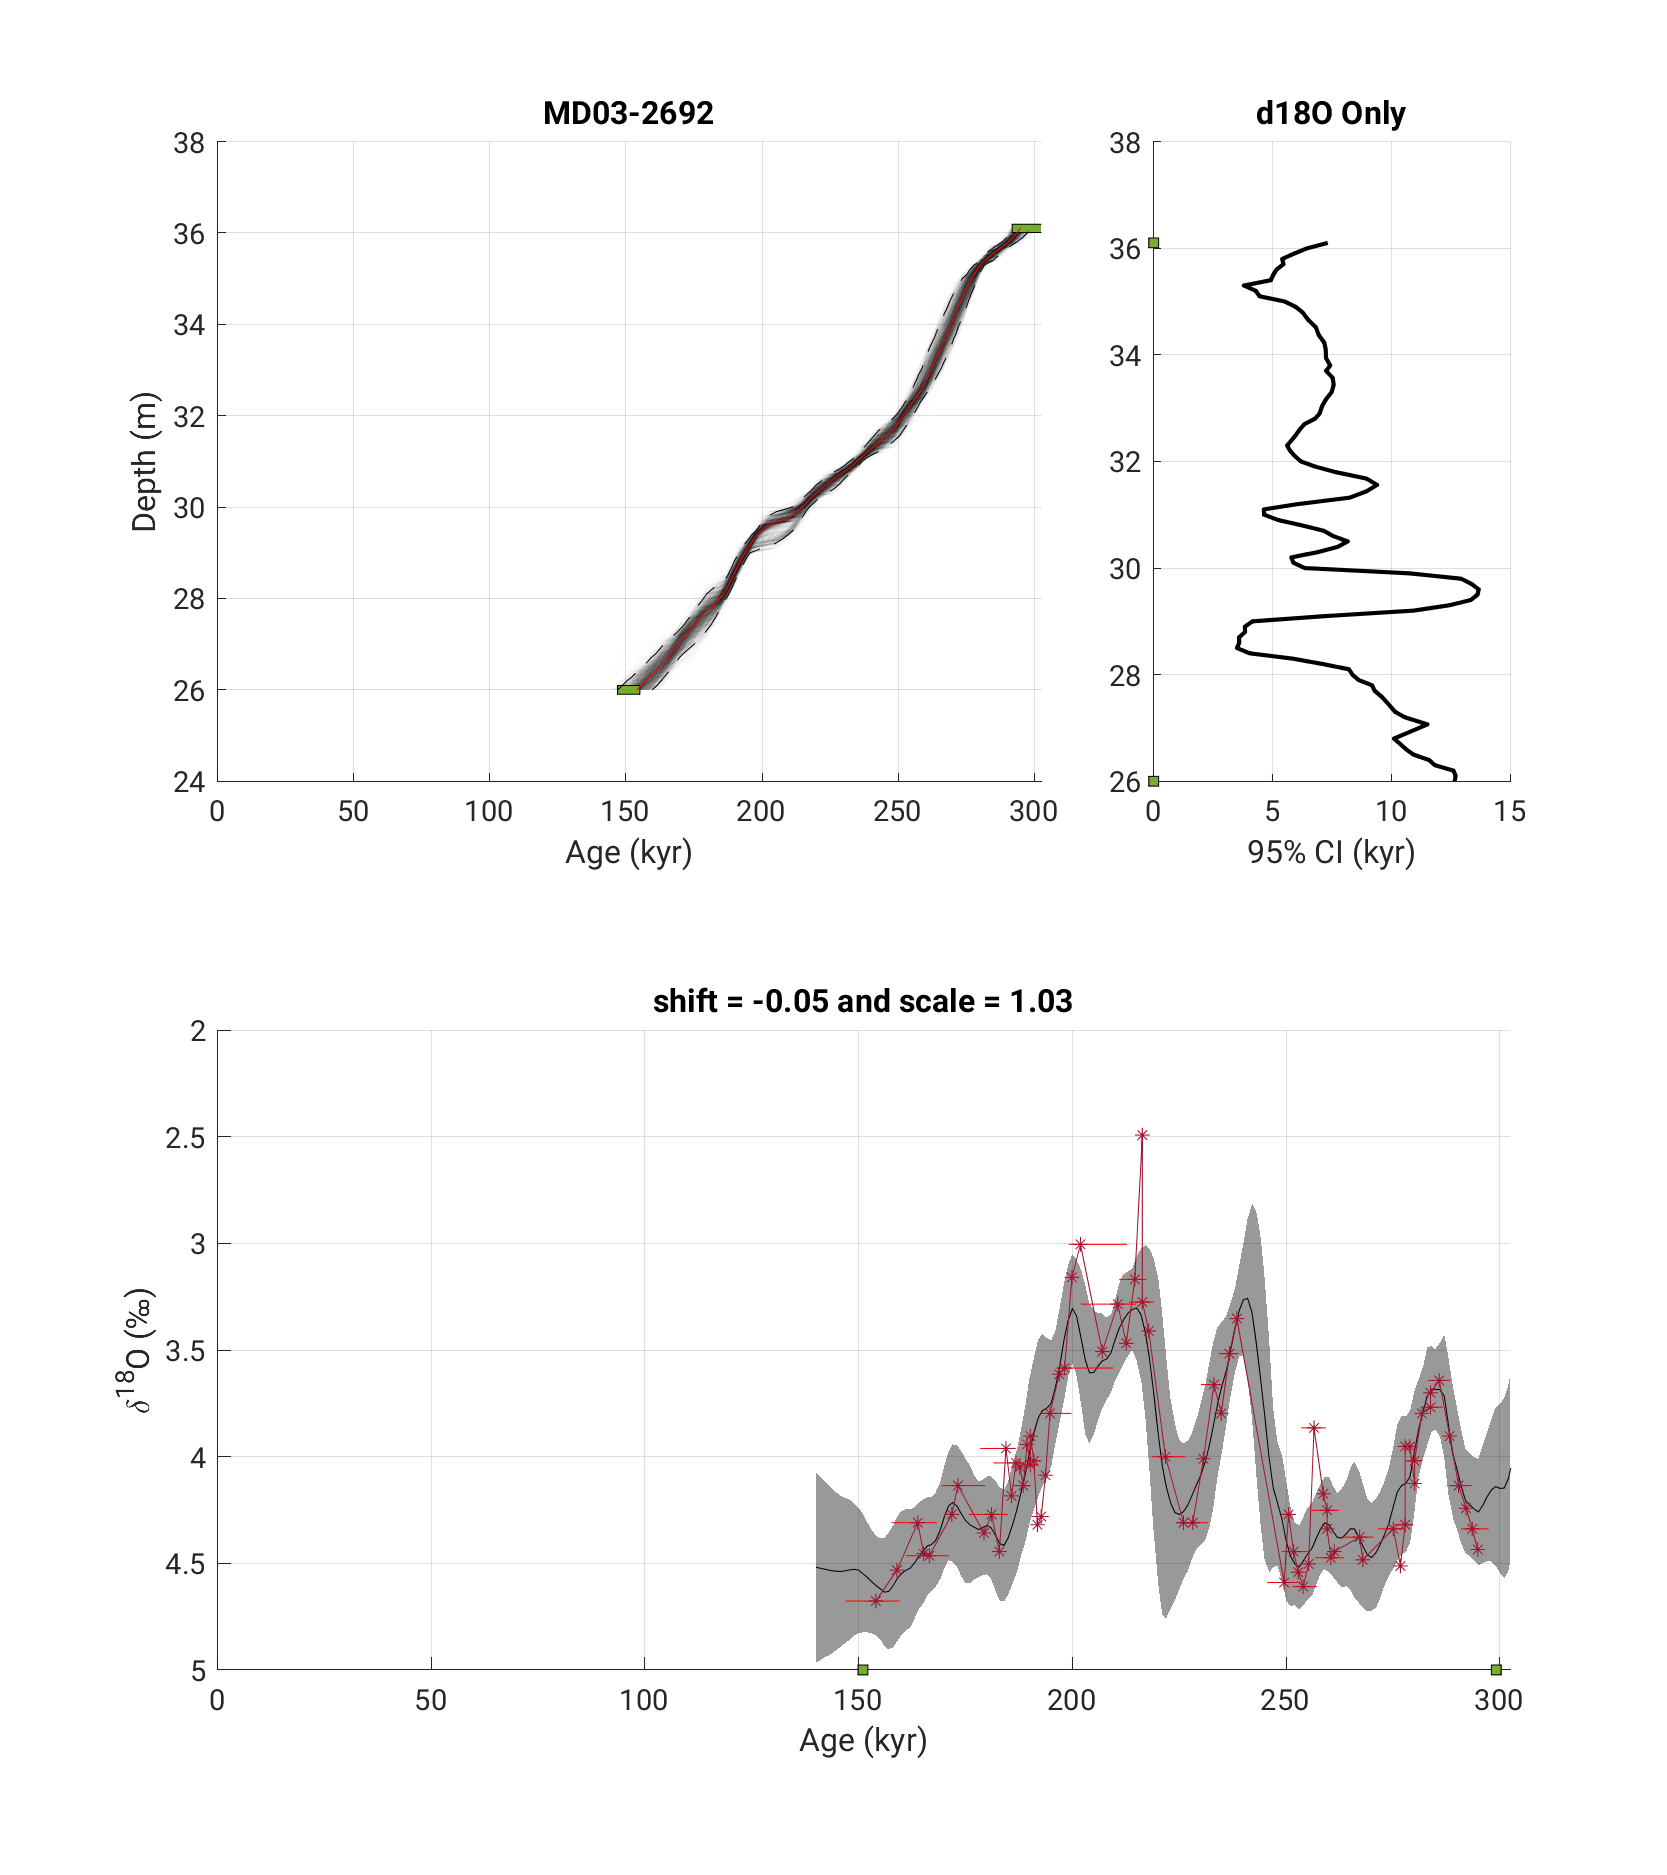 MD03-2692
d18O Only
38
36
34
32
30
28
26
24
Depth (m)
0 50 100 150 200 250 300
Age (kyr)
38
36
34
32
30
28
26
0 5 10 15
95% CI (kyr)
shift = -0.05 and scale = 1.03
2
2.5
3
3.5
4
4.5
5
δ18O (‰)
0 50 100 150 200 250 300
Age (kyr)